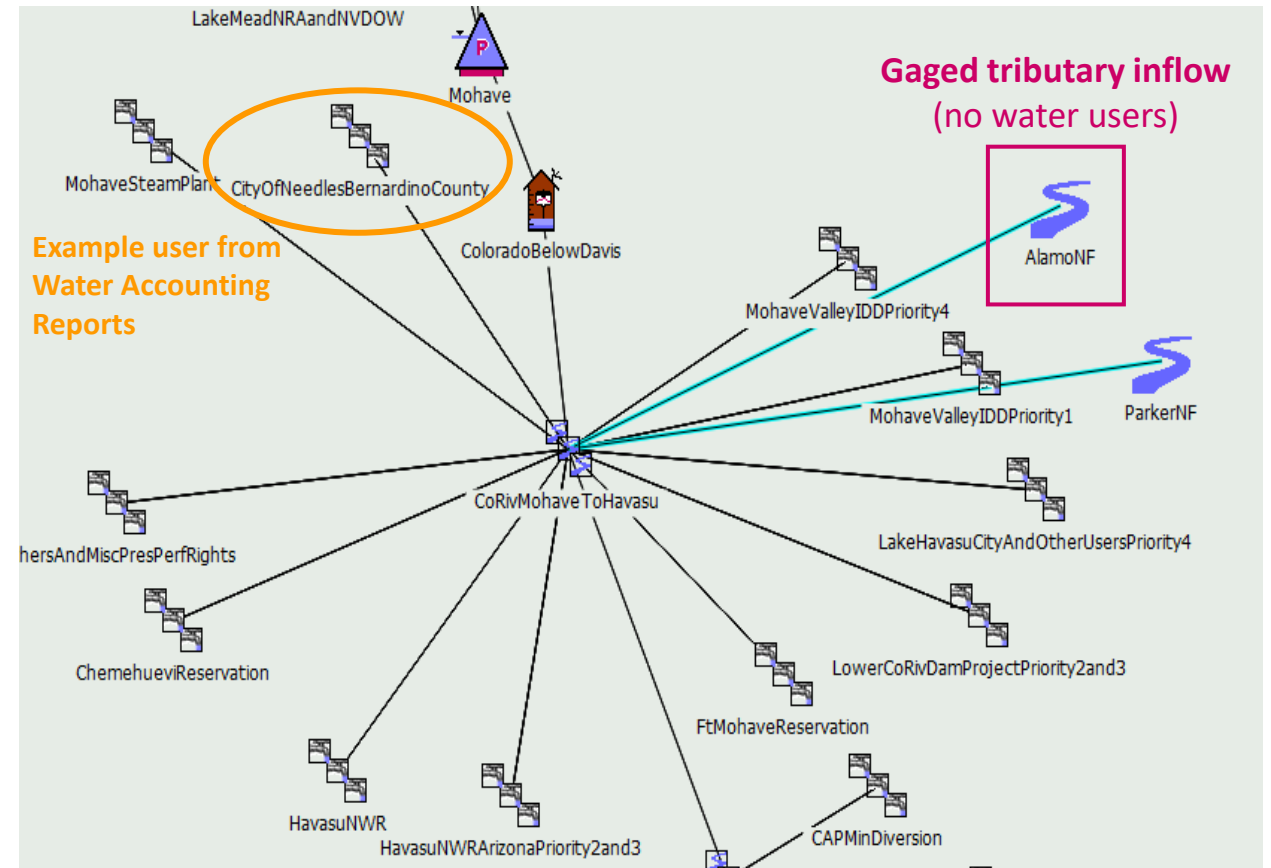 LakeMeadNRAandNVDOW
P
Mohave
Gaged tributary inflow
(no water users)
MohaveSteamPlant
CityOfNeedlesBernardinoCounty
Example user from
Water Accounting
Reports
ColoradoBelowDavis
AlamoNF
MohaveValleyIDDPriority4
MohaveValleyIDDPriority1
ParkerNF
CoRivMohaveToHavasu
hersAndMiscPresPerfRights
LakeHavasuCityAndOtherUsersPriority4
ChemehueviReservation
LowerCoRivDamProjectPriority2and3
FtMohaveReservation
HavasuNWR
HavasuNWRArizonaPriority2and3
CAPMinDiversion